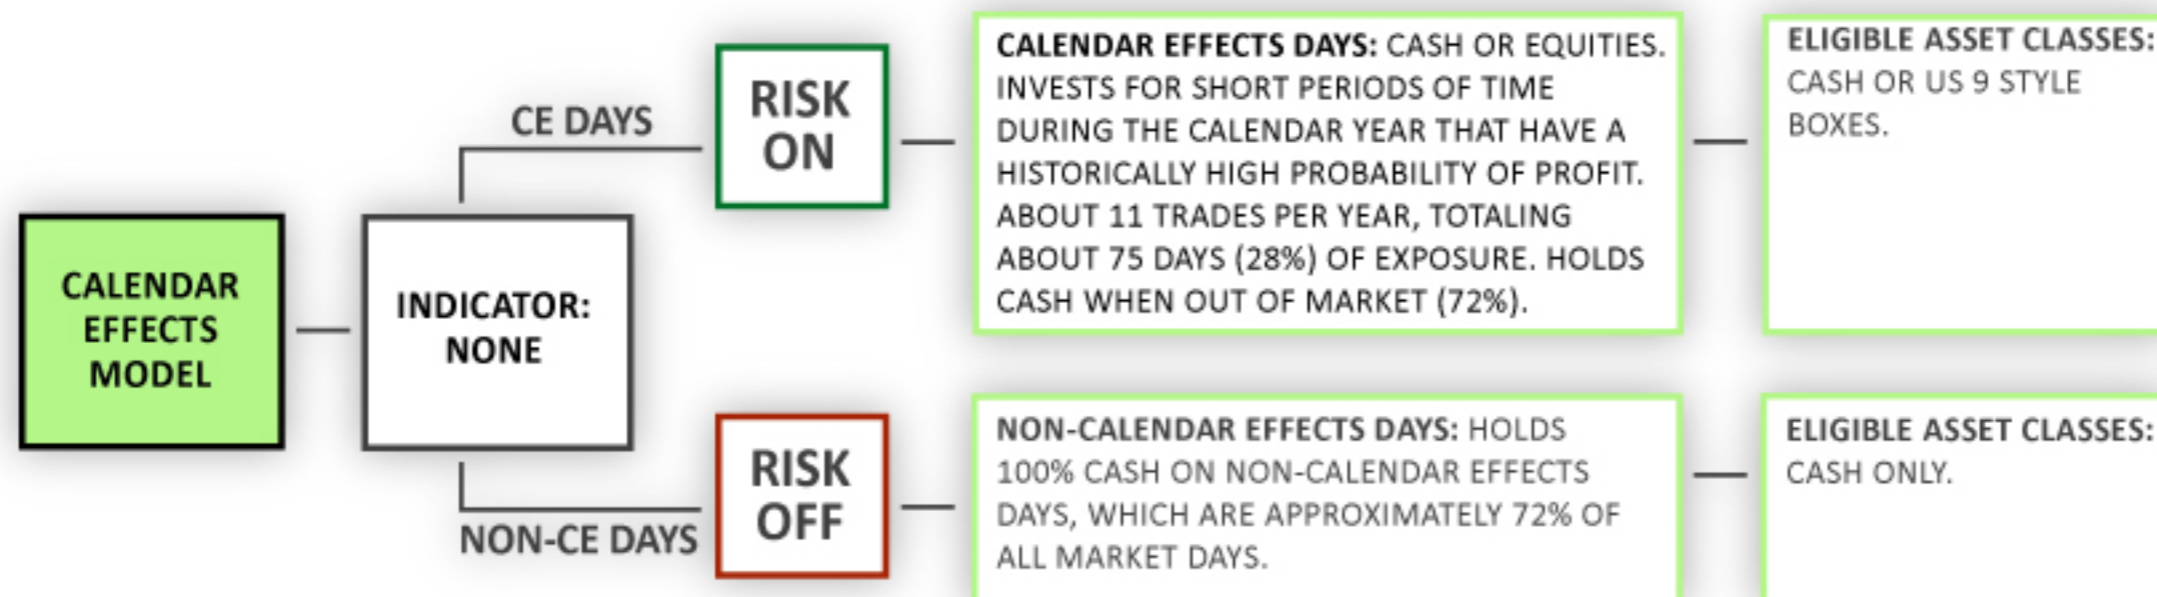 CALENDAR
EFFECTS
MODEL
INDICATOR:
NONE
CE DAYS
RISK
ON
CALENDAR EFFECTS DAYS: CASH OR EQUITIES.
INVESTS FOR SHORT PERIODS OF TIME
DURING THE CALENDAR YEAR THAT HAVE A
HISTORICALLY HIGH PROBABILITY OF PROFIT.
ABOUT 11 TRADES PER YEAR, TOTALING
ABOUT 75 DAYS (28%) OF EXPOSURE. HOLDS
CASH WHEN OUT OF MARKET (72%).
ELIGIBLE ASSET CLASSES:
CASH OR US 9 STYLE
BOXES.
NON-CE DAYS
RISK
OFF
NON-CALENDAR EFFECTS DAYS: HOLDS
100% CASH ON NON-CALENDAR EFFECTS
DAYS, WHICH ARE APPROXIMATELY 72% OF
ALL MARKET DAYS.
ELIGIBLE ASSET CLASSES:
CASH ONLY.